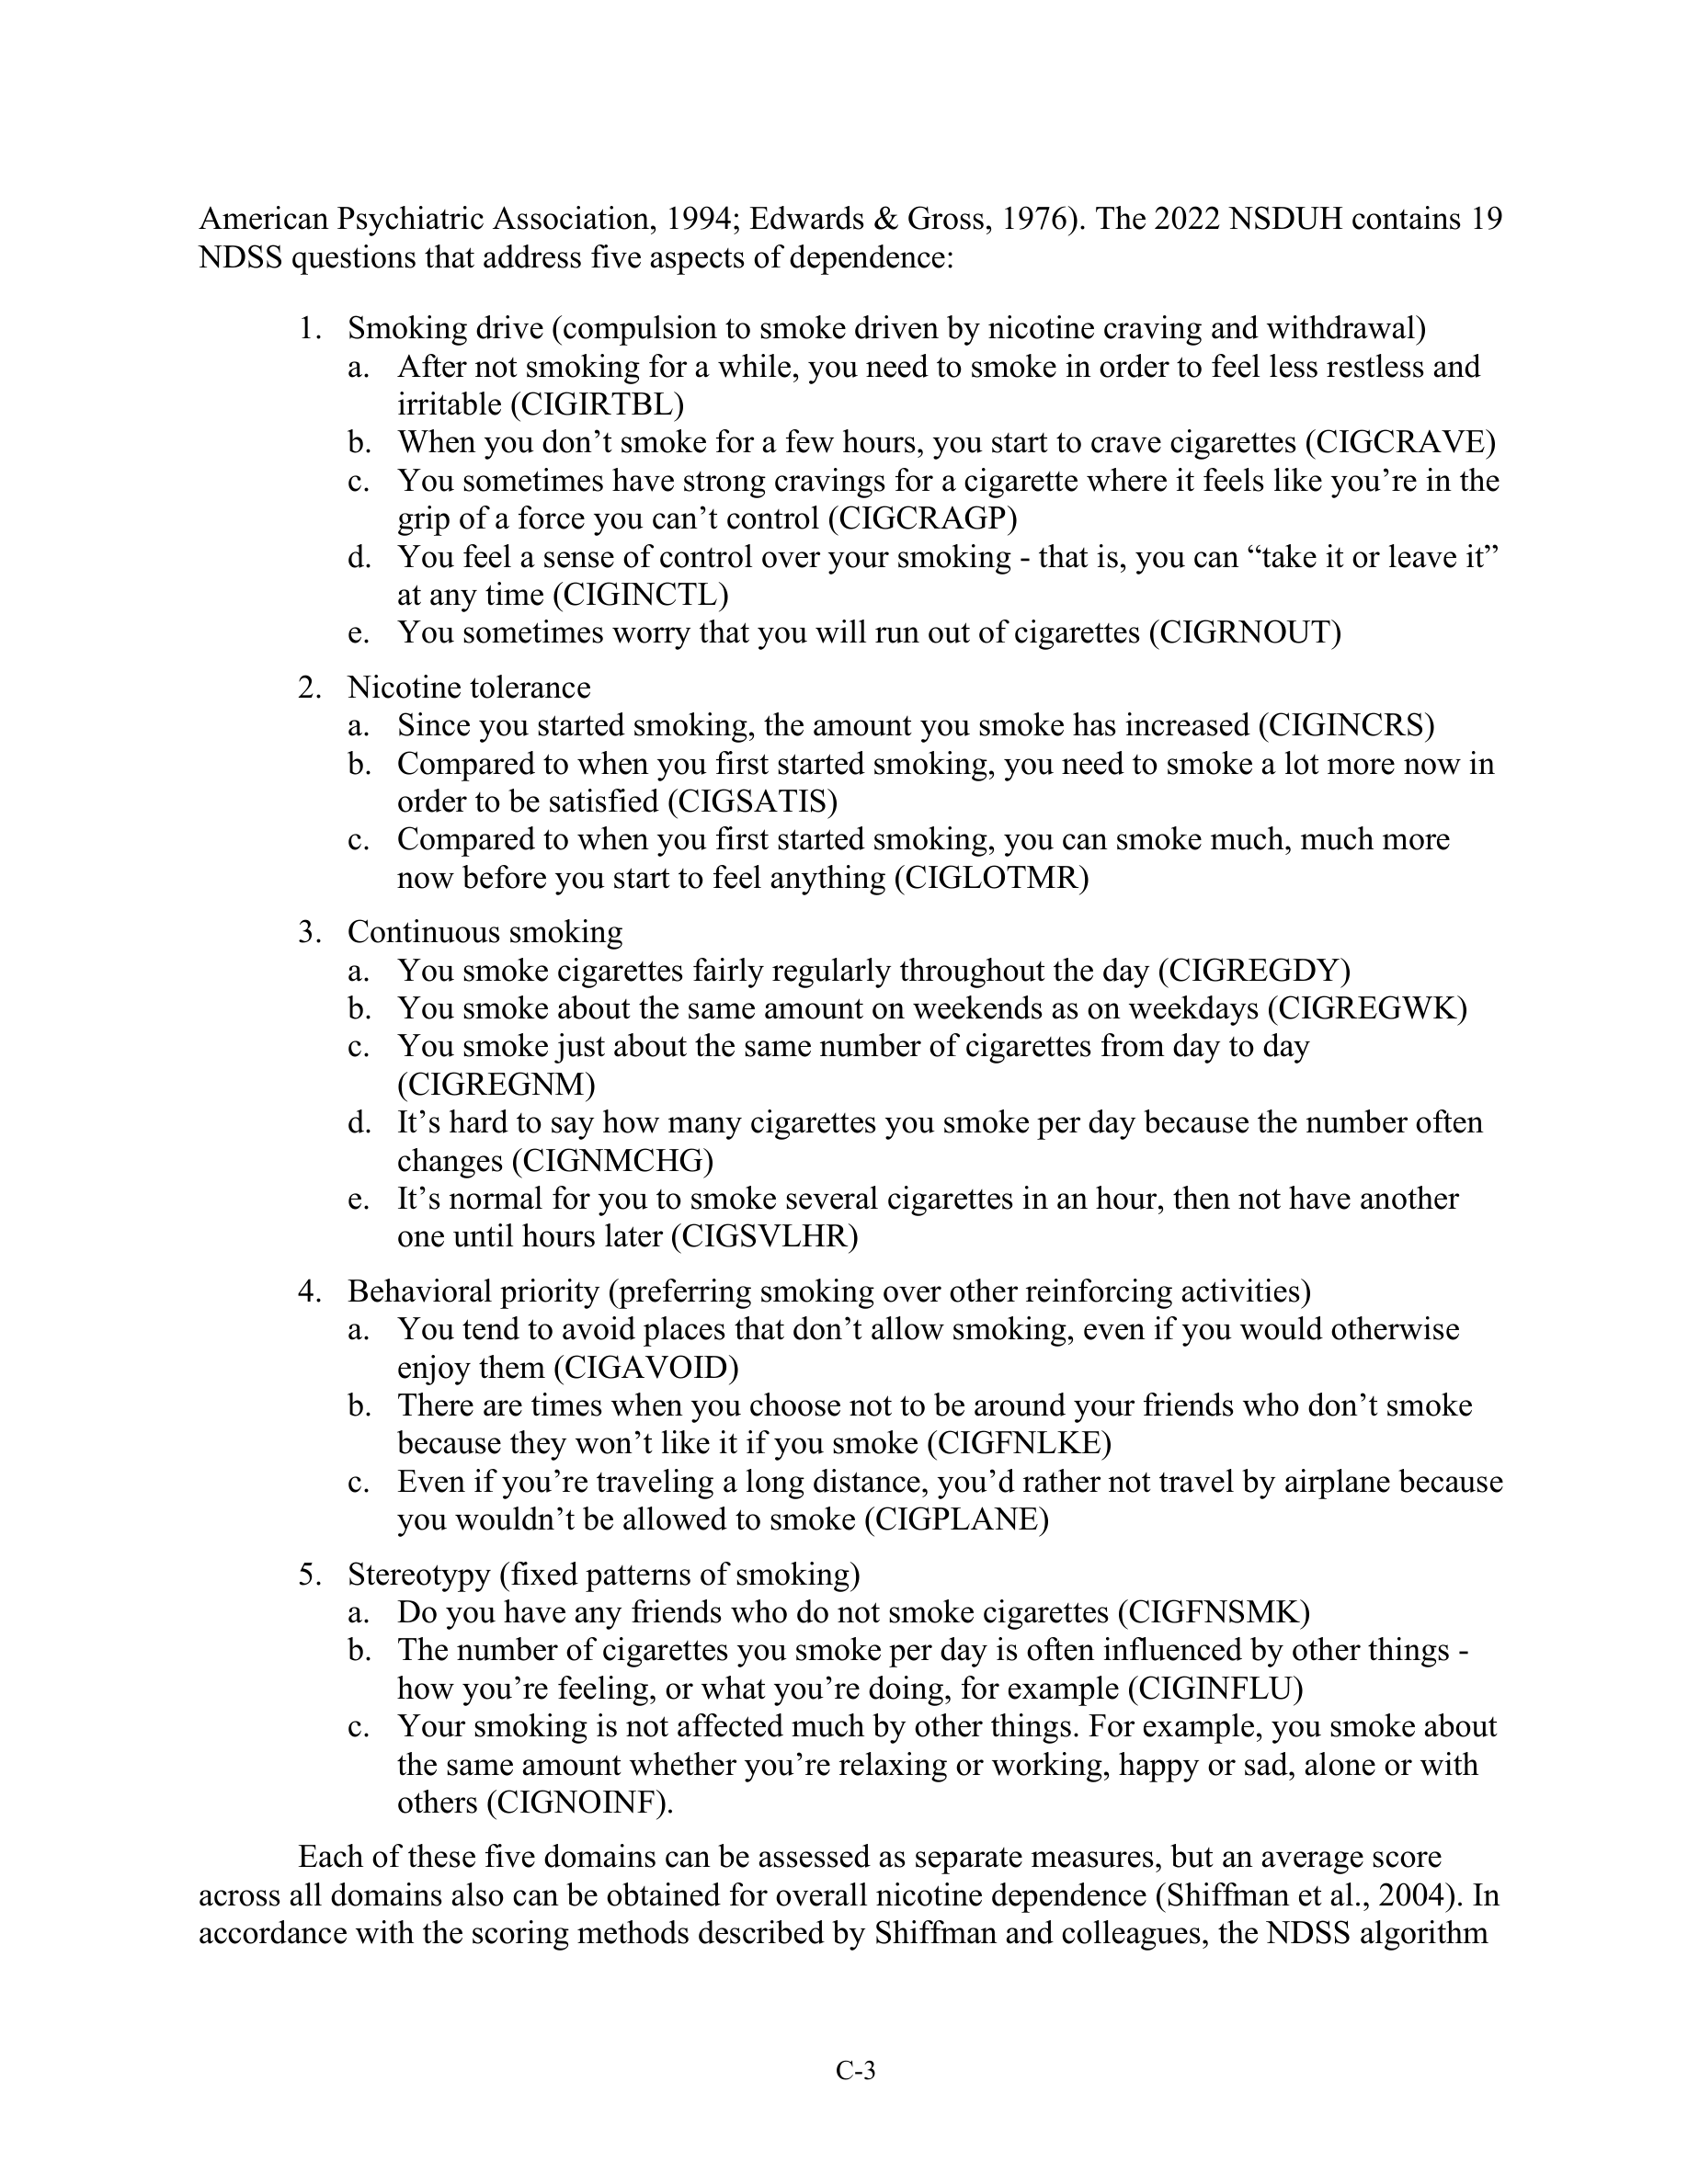 American Psychiatric Association, 1994; Edwards & Gross, 1976). The 2022 NSDUH contains 19
NDSS questions that address five aspects of dependence:
1. Smoking drive (compulsion to smoke driven by nicotine craving and withdrawal)
a. After not smoking for a while, you need to smoke in order to feel less restless and
irritable (CIGIRTBL)
b. When you don’t smoke for a few hours, you start to crave cigarettes (CIGCRAVE)
c. You sometimes have strong cravings for a cigarette where it feels like you’re in the
grip of a force you can’t control (CIGCRAGP)
d. You feel a sense of control over your smoking - that is, you can “take it or leave it”
at any time (CIGINCTL)
e. You sometimes worry that you will run out of cigarettes (CIGRNOUT)
2. Nicotine tolerance
a. Since you started smoking, the amount you smoke has increased (CIGINCRS)
b. Compared to when you first started smoking, you need to smoke a lot more now in
order to be satisfied (CIGSATIS)
c. Compared to when you first started smoking, you can smoke much, much more
now before you start to feel anything (CIGLOTMR)
3. Continuous smoking
a. You smoke cigarettes fairly regularly throughout the day (CIGREGDY)
b. You smoke about the same amount on weekends as on weekdays (CIGREGWK)
c. You smoke just about the same number of cigarettes from day to day
(CIGREGNM)
d. It’s hard to say how many cigarettes you smoke per day because the number often
changes (CIGNMCHG)
e. It’s normal for you to smoke several cigarettes in an hour, then not have another
one until hours later (CIGSVLHR)
4. Behavioral priority (preferring smoking over other reinforcing activities)
a. You tend to avoid places that don’t allow smoking, even if you would otherwise
enjoy them (CIGAVOID)
b. There are times when you choose not to be around your friends who don’t smoke
because they won’t like it if you smoke (CIGFNLKE)
c. Even if you’re traveling a long distance, you’d rather not travel by airplane because
you wouldn’t be allowed to smoke (CIGPLANE)
5. Stereotypy (fixed patterns of smoking)
a. Do you have any friends who do not smoke cigarettes (CIGFNSMK)
b. The number of cigarettes you smoke per day is often influenced by other things -
how you’re feeling, or what you’re doing, for example (CIGINFLU)
c. Your smoking is not affected much by other things. For example, you smoke about
the same amount whether you’re relaxing or working, happy or sad, alone or with
others (CIGNOINF).
Each of these five domains can be assessed as separate measures, but an average score
across all domains also can be obtained for overall nicotine dependence (Shiffman et al., 2004). In
accordance with the scoring methods described by Shiffman and colleagues, the NDSS algorithm
C-3